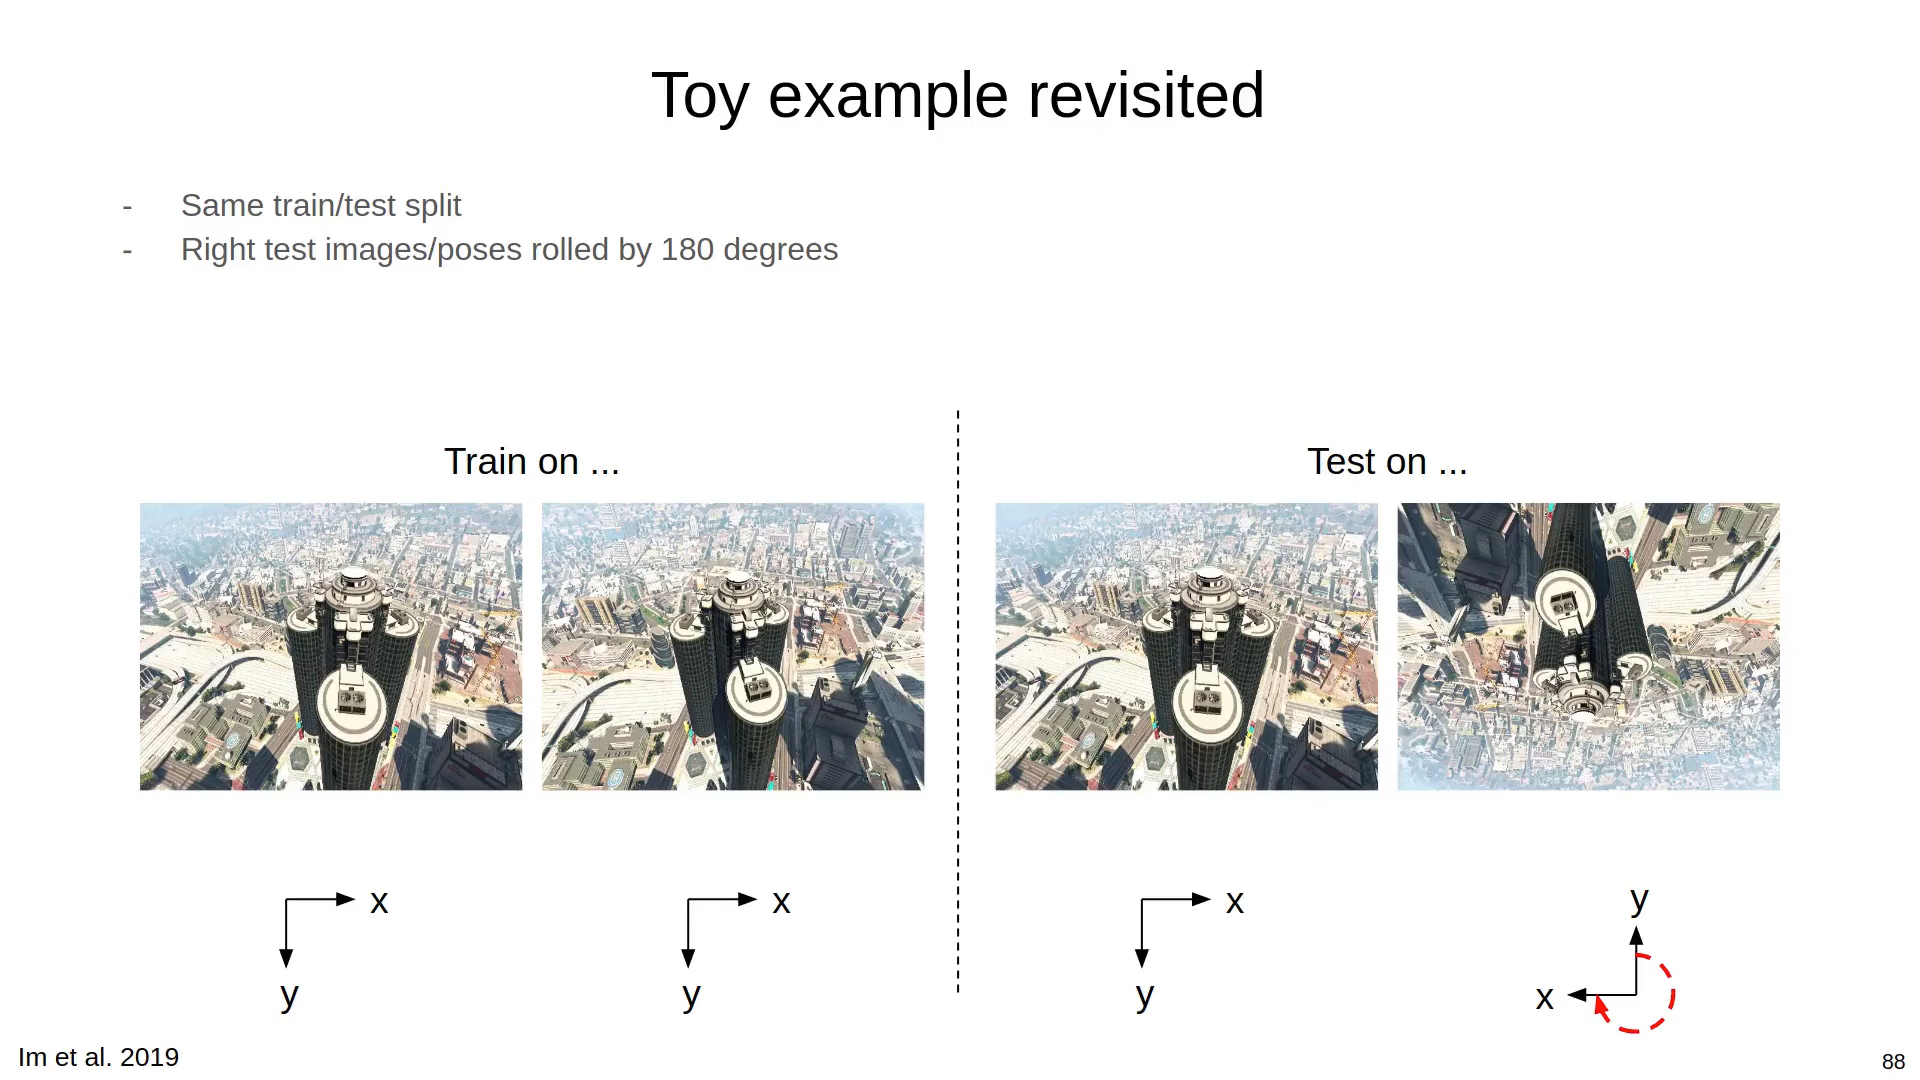 Toy example revisited
- Same train/test split
- Right test images/poses rolled by 180 degrees
Train on ...
Test on ...
x
y
x
y
x
y
y
x
Im et al. 2019
88